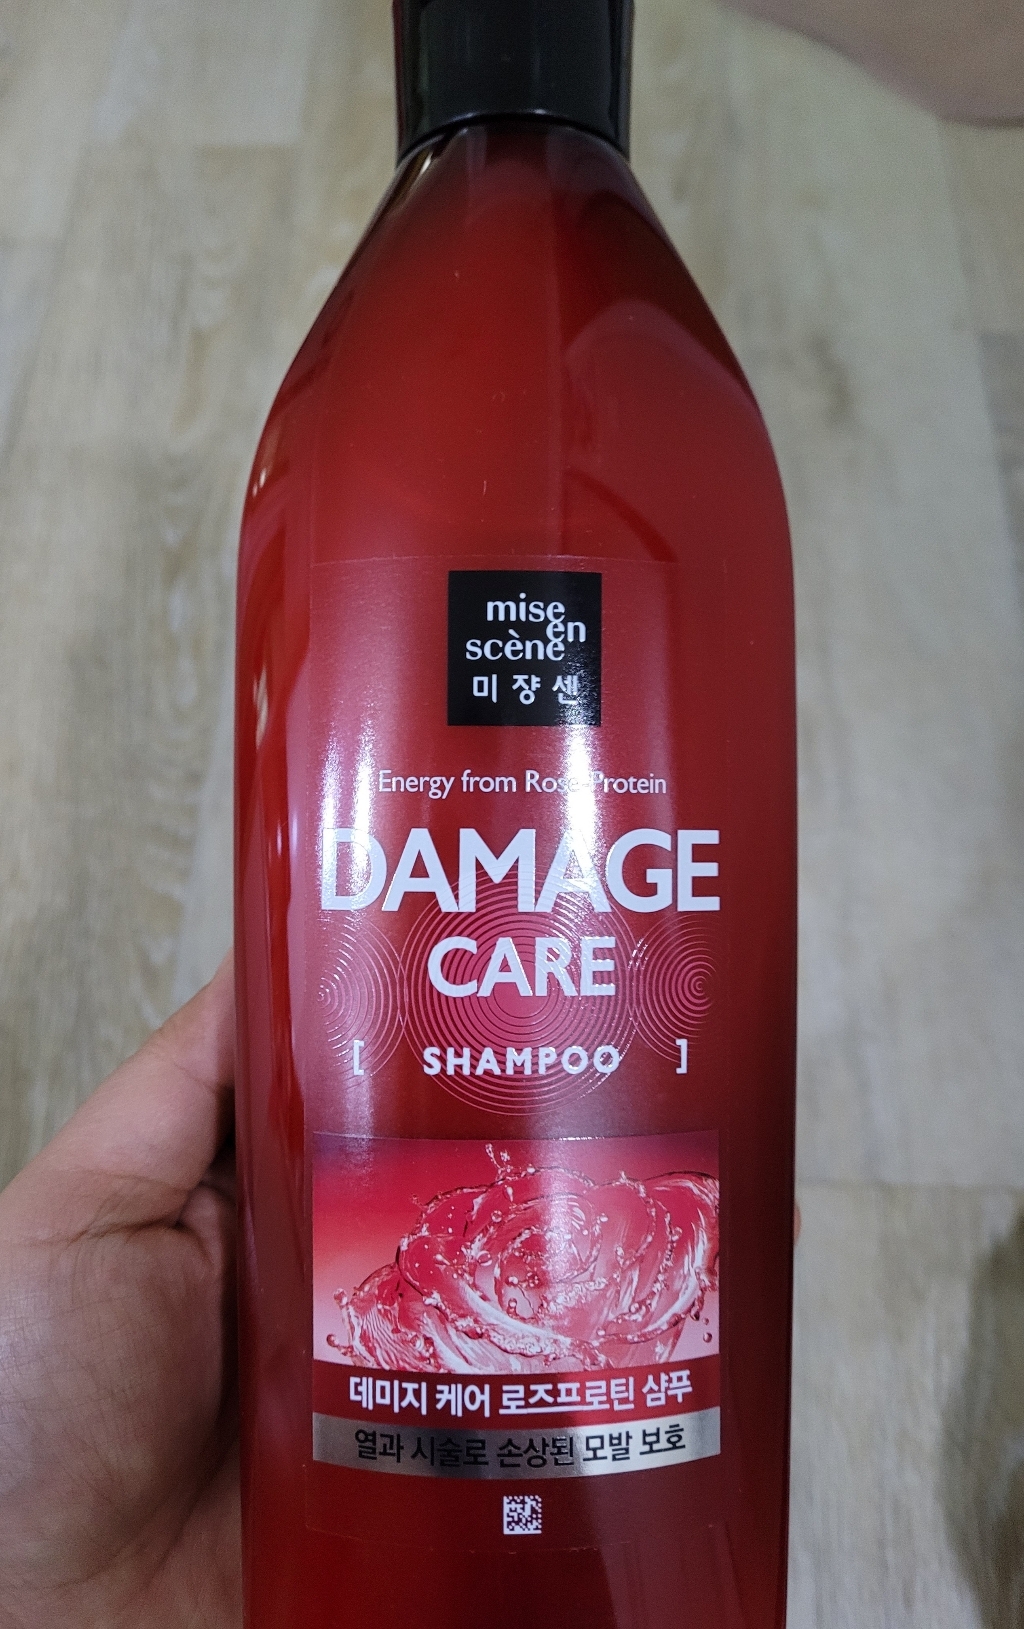 mise
en
scène
미쟝센
Energy from Rose Protein
DAMAGE
CARE
[ SHAMPOO ]
데미지 케어 로즈프로틴 샴푸
열과 시술로 손상된 모발 보호